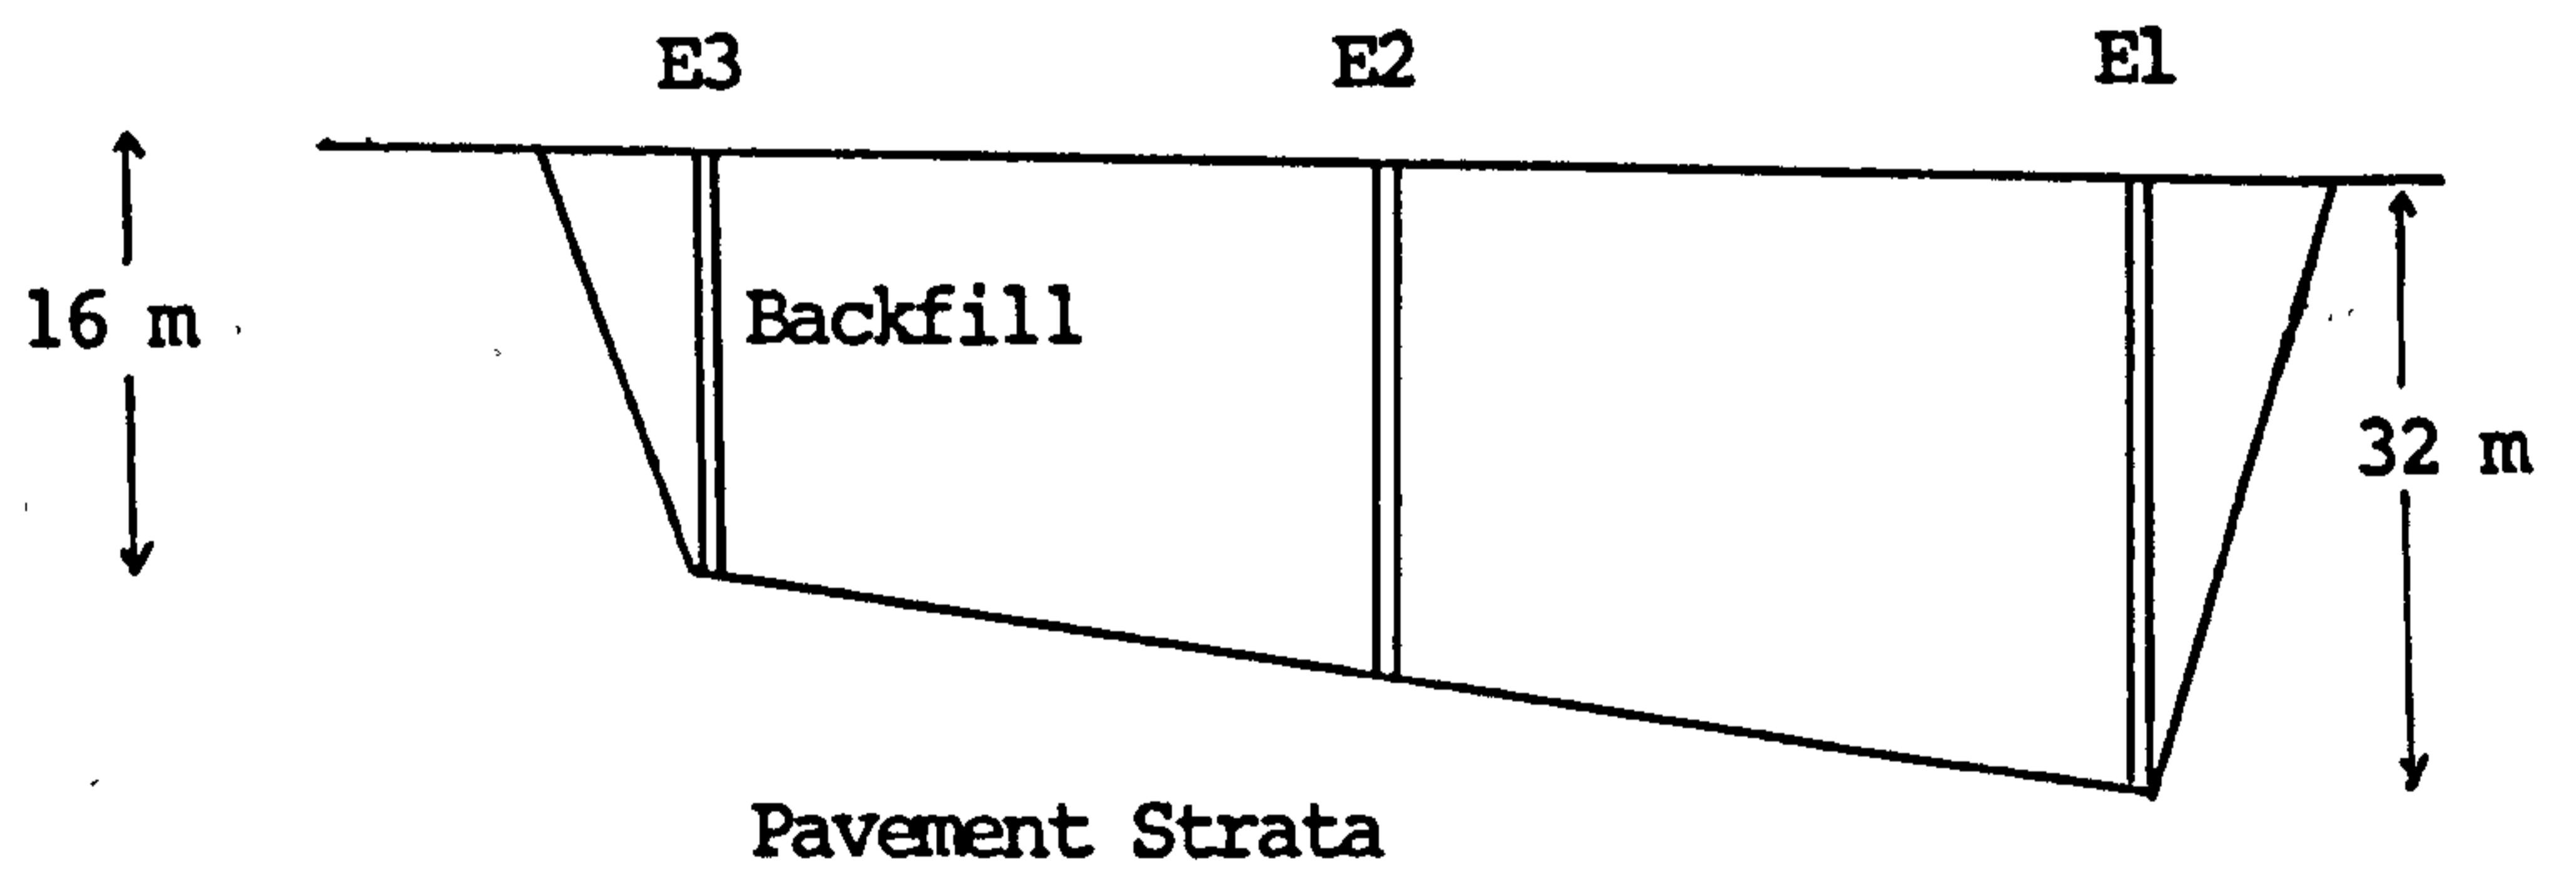 E3
E2
E1
16 m
Backfill
32 m
Pavement Strata